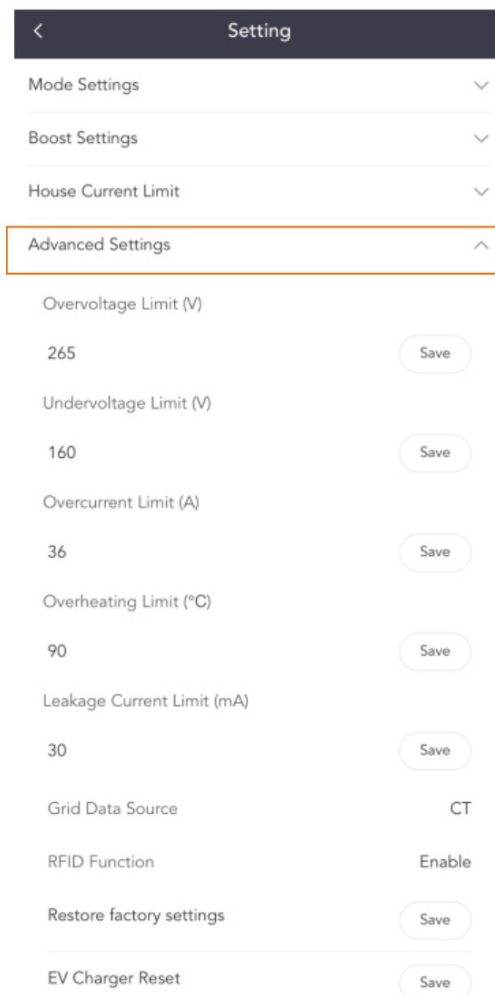 Setting
Mode Settings
Boost Settings
House Current Limit
Advanced Settings
Overvoltage Limit (V)
265 Save
Undervoltage Limit (V)
160 Save
Overcurrent Limit (A)
36 Save
Overheating Limit (°C)
90 Save
Leakage Current Limit (mA)
30 Save
Grid Data Source CT
RFID Function Enable
Restore factory settings Save
EV Charger Reset Save